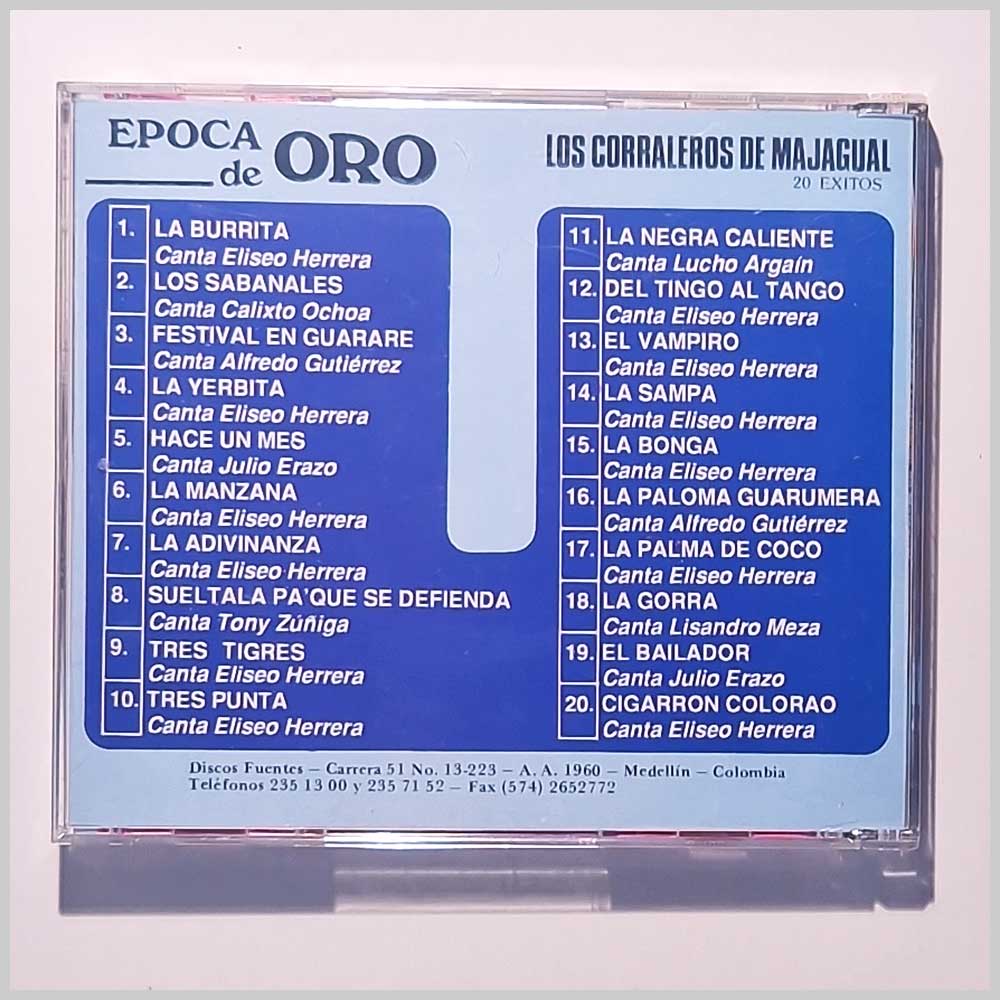 EPOCA
de ORO
LOS CORRALEROS DE MAJAGUAL
20 EXITOS
1. LA BURRITA
Canta Eliseo Herrera
2. LOS SABANALES
Canta Calixto Ochoa
3. FESTIVAL EN GUARARE
Canta Alfredo Gutiérrez
4. LA YERBITA
Canta Eliseo Herrera
5. HACE UN MES
Canta Julio Erazo
6. LA MANZANA
Canta Eliseo Herrera
7. LA ADIVINANZA
Canta Eliseo Herrera
8. SUELTALA PA'QUE SE DEFIENDA
Canta Tony Zúñiga
9. TRES TIGRES
Canta Eliseo Herrera
10. TRES PUNTA
Canta Eliseo Herrera
11. LA NEGRA CALIENTE
Canta Lucho Argaín
12. DEL TINGO AL TANGO
Canta Eliseo Herrera
13. EL VAMPIRO
Canta Eliseo Herrera
14. LA SAMPA
Canta Eliseo Herrera
15. LA BONGA
Canta Eliseo Herrera
16. LA PALOMA GUARUMERA
Canta Alfredo Gutiérrez
17. LA PALMA DE COCO
Canta Eliseo Herrera
18. LA GORRA
Canta Lisandro Meza
19. EL BAILADOR
Canta Julio Erazo
20. CIGARRON COLORAO
Canta Eliseo Herrera
Discos Fuentes – Carrera 51 No. 13-223 – A. A. 1960 – Medellín – Colombia
Teléfonos 235 13 00 y 235 71 52 – Fax (574) 2652772